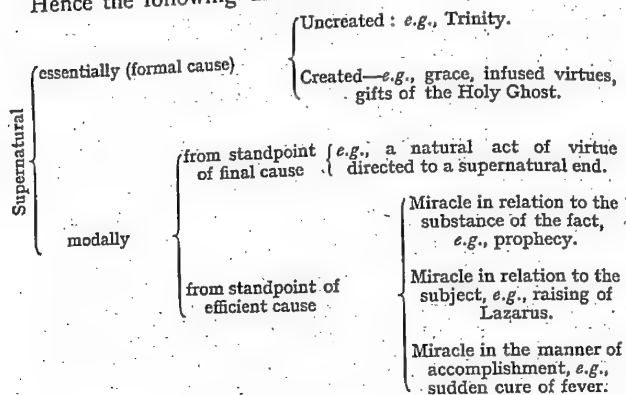 Hence the following
Uncreated : e.g., Trinity.
essentially (formal cause)
Created—e.g., grace, infused virtues,
gifts of the Holy Ghost.
Supernatural
from standpoint
of final cause
e.g., a natural act of virtue
directed to a supernatural end.
modally
Miracle in relation to the
substance of the fact,
e.g., prophecy.
from standpoint of
efficient cause
Miracle in relation to the
subject, e.g., raising of
Lazarus.
Miracle in the manner of
accomplishment, e.g.,
sudden cure of fever.